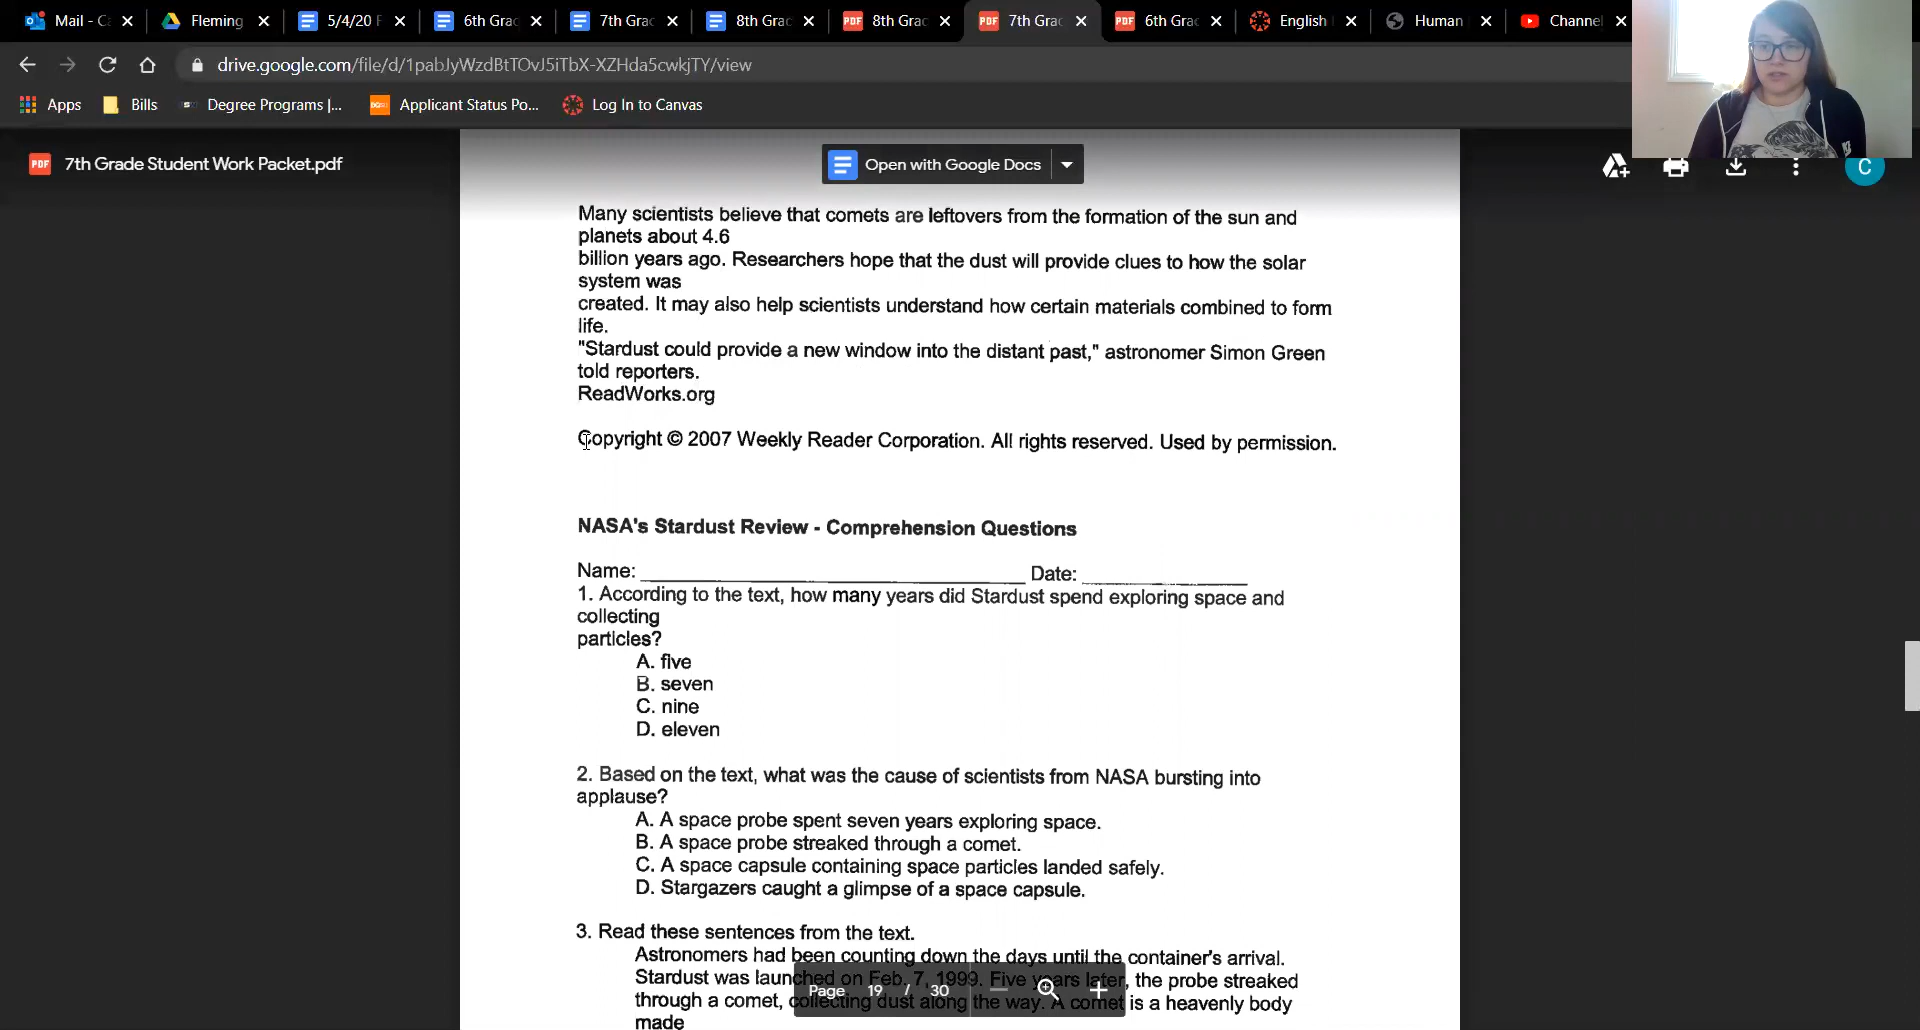 Mail - C
Fleming
5/4/20 F
6th Grac
7th Grac
8th Grac
PDF
8th Grac
PDF
7th Grac
PDF
6th Grac
English
Human
Channel
drive.google.com/file/d/1pabJyWzdBtTOvJ5iTbX-XZHda5cwkjTY/view
Apps
Bills
Degree Programs |...
Applicant Status Po...
Log In to Canvas
PDF
7th Grade Student Work Packet.pdf
Open with Google Docs
C
Many scientists believe that comets are leftovers from the formation of the sun and
planets about 4.6
billion years ago. Researchers hope that the dust will provide clues to how the solar
system was
created. It may also help scientists understand how certain materials combined to form
life.
"Stardust could provide a new window into the distant past," astronomer Simon Green
told reporters.
ReadWorks.org
Copyright © 2007 Weekly Reader Corporation. All rights reserved. Used by permission.
NASA's Stardust Review - Comprehension Questions
Name: Date:
1. According to the text, how many years did Stardust spend exploring space and
collecting
particles?
A. five
B. seven
C. nine
D. eleven
2. Based on the text, what was the cause of scientists from NASA bursting into
applause?
A. A space probe spent seven years exploring space.
B. A space probe streaked through a comet.
C. A space capsule containing space particles landed safely.
D. Stargazers caught a glimpse of a space capsule.
3. Read these sentences from the text.
Astronomers had been counting down the days until the container's arrival.
Stardust was launched on Feb. 7, 1999. Five years later, the probe streaked
through a comet, collecting dust along the way. A comet is a heavenly body
made
Page 19 / 30